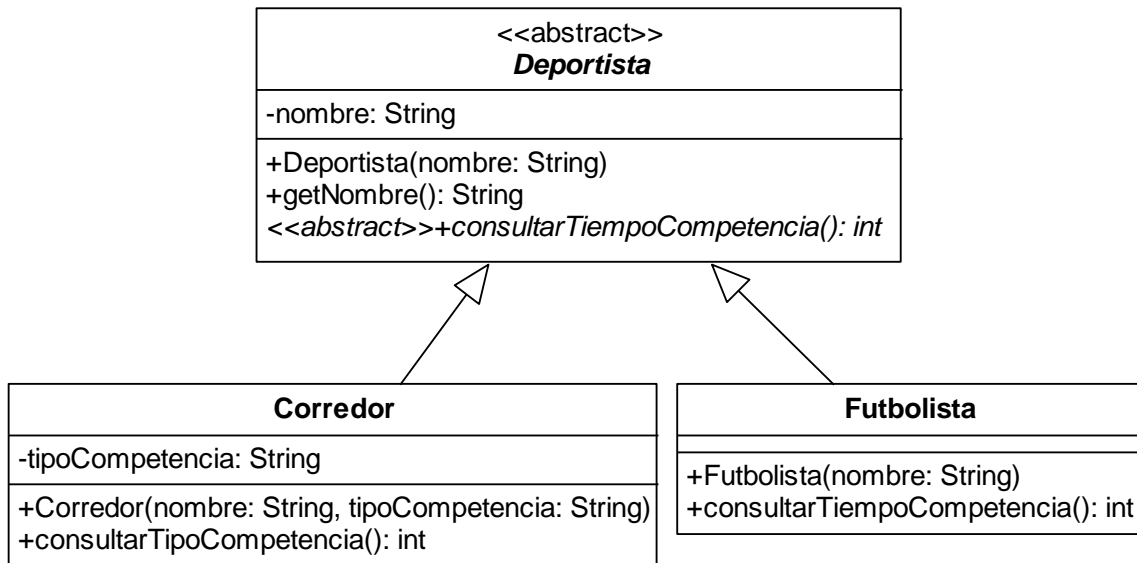 <<abstract>>
Deportista
-nombre: String
+Deportista(nombre: String)
+getNombre(): String
<<abstract>>+consultarTiempoCompetencia(): int
Corredor
-tipoCompetencia: String
+Corredor(nombre: String, tipoCompetencia: String)
+consultarTipoCompetencia(): int
Futbolista
+Futbolista(nombre: String)
+consultarTiempoCompetencia(): int